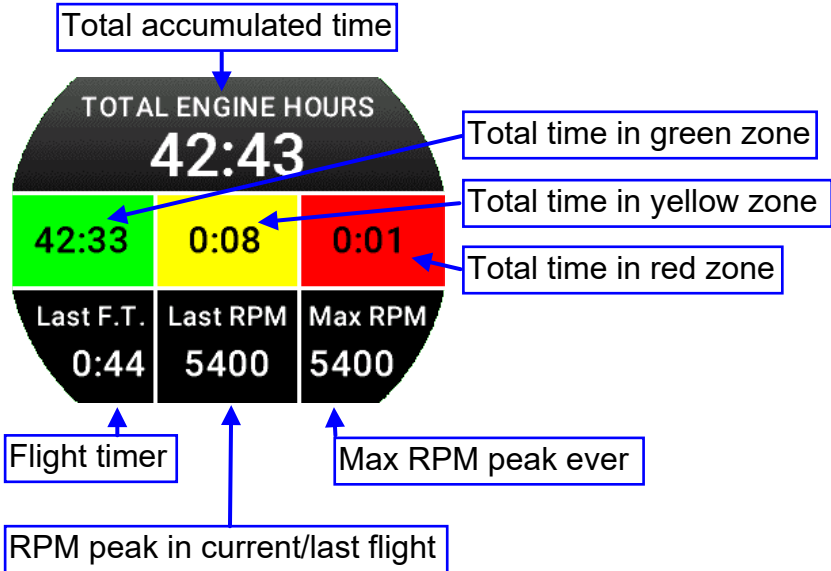 Total accumulated time
TOTAL ENGINE HOURS
42:43
Total time in green zone
Total time in yellow zone
42:33 0:08 0:01
Total time in red zone
Last F.T. Last RPM Max RPM
0:44 5400 5400
Flight timer
Max RPM peak ever
RPM peak in current/last flight